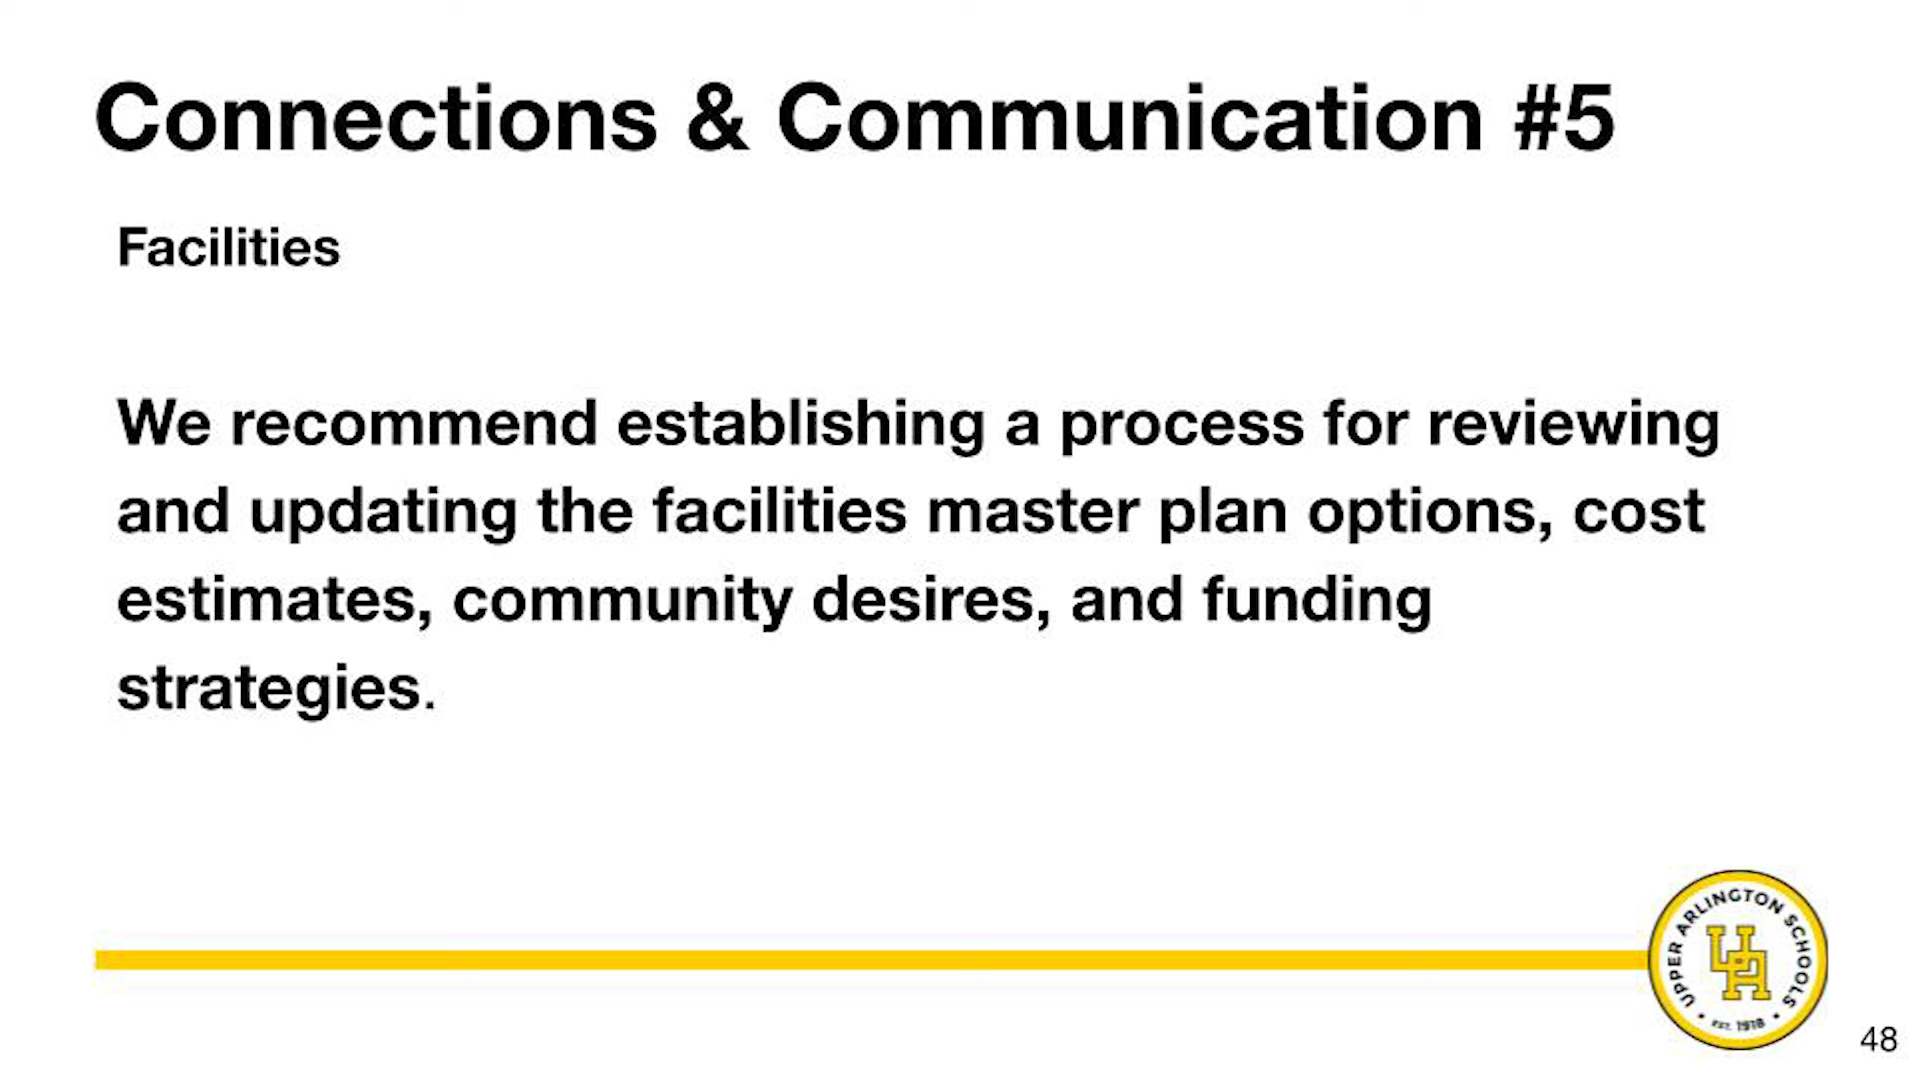 Connections & Communication #5
Facilities
We recommend establishing a process for reviewing
and updating the facilities master plan options, cost
estimates, community desires, and funding
strategies.
UPPER ARLINGTON SCHOOLS
UA
• EST. 1918 •
48